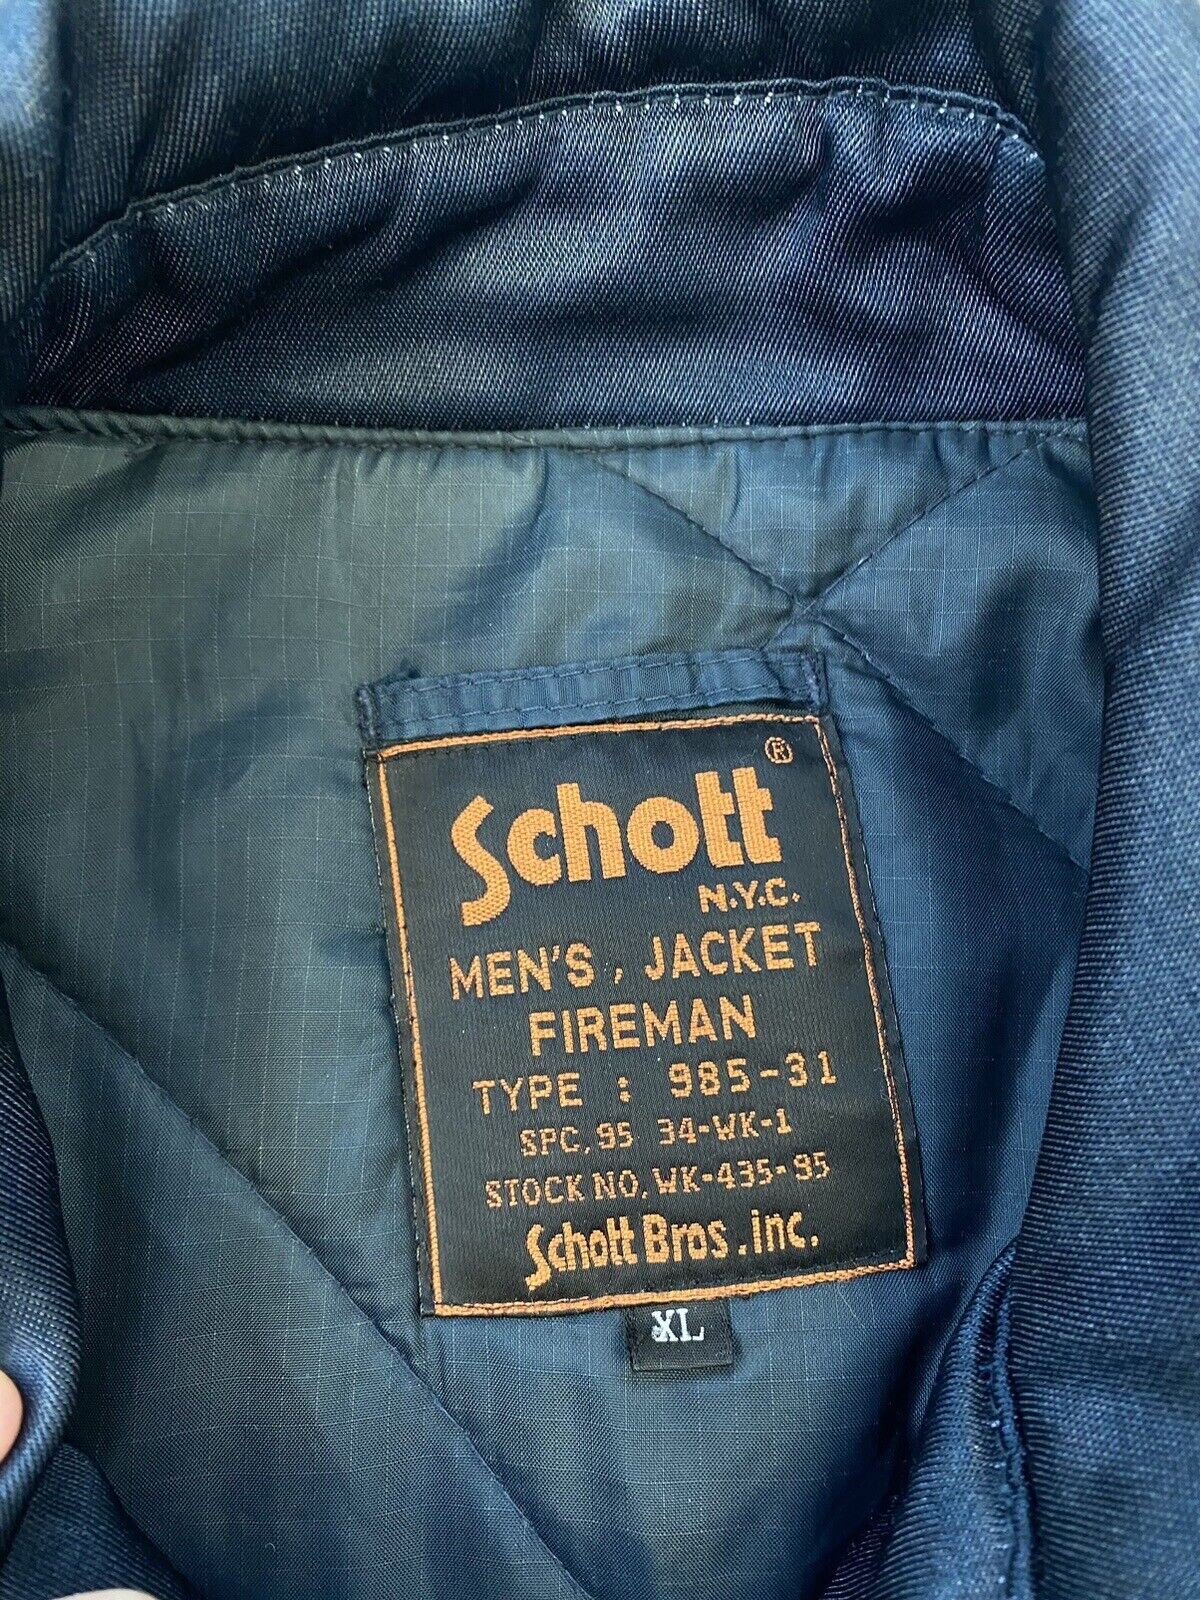 Schott ®
N.Y.C.
MEN'S, JACKET
FIREMAN
TYPE : 985-31
SPC. 95 34-WK-1
STOCK NO. WK-435-95
Schott Bros. inc.
XL